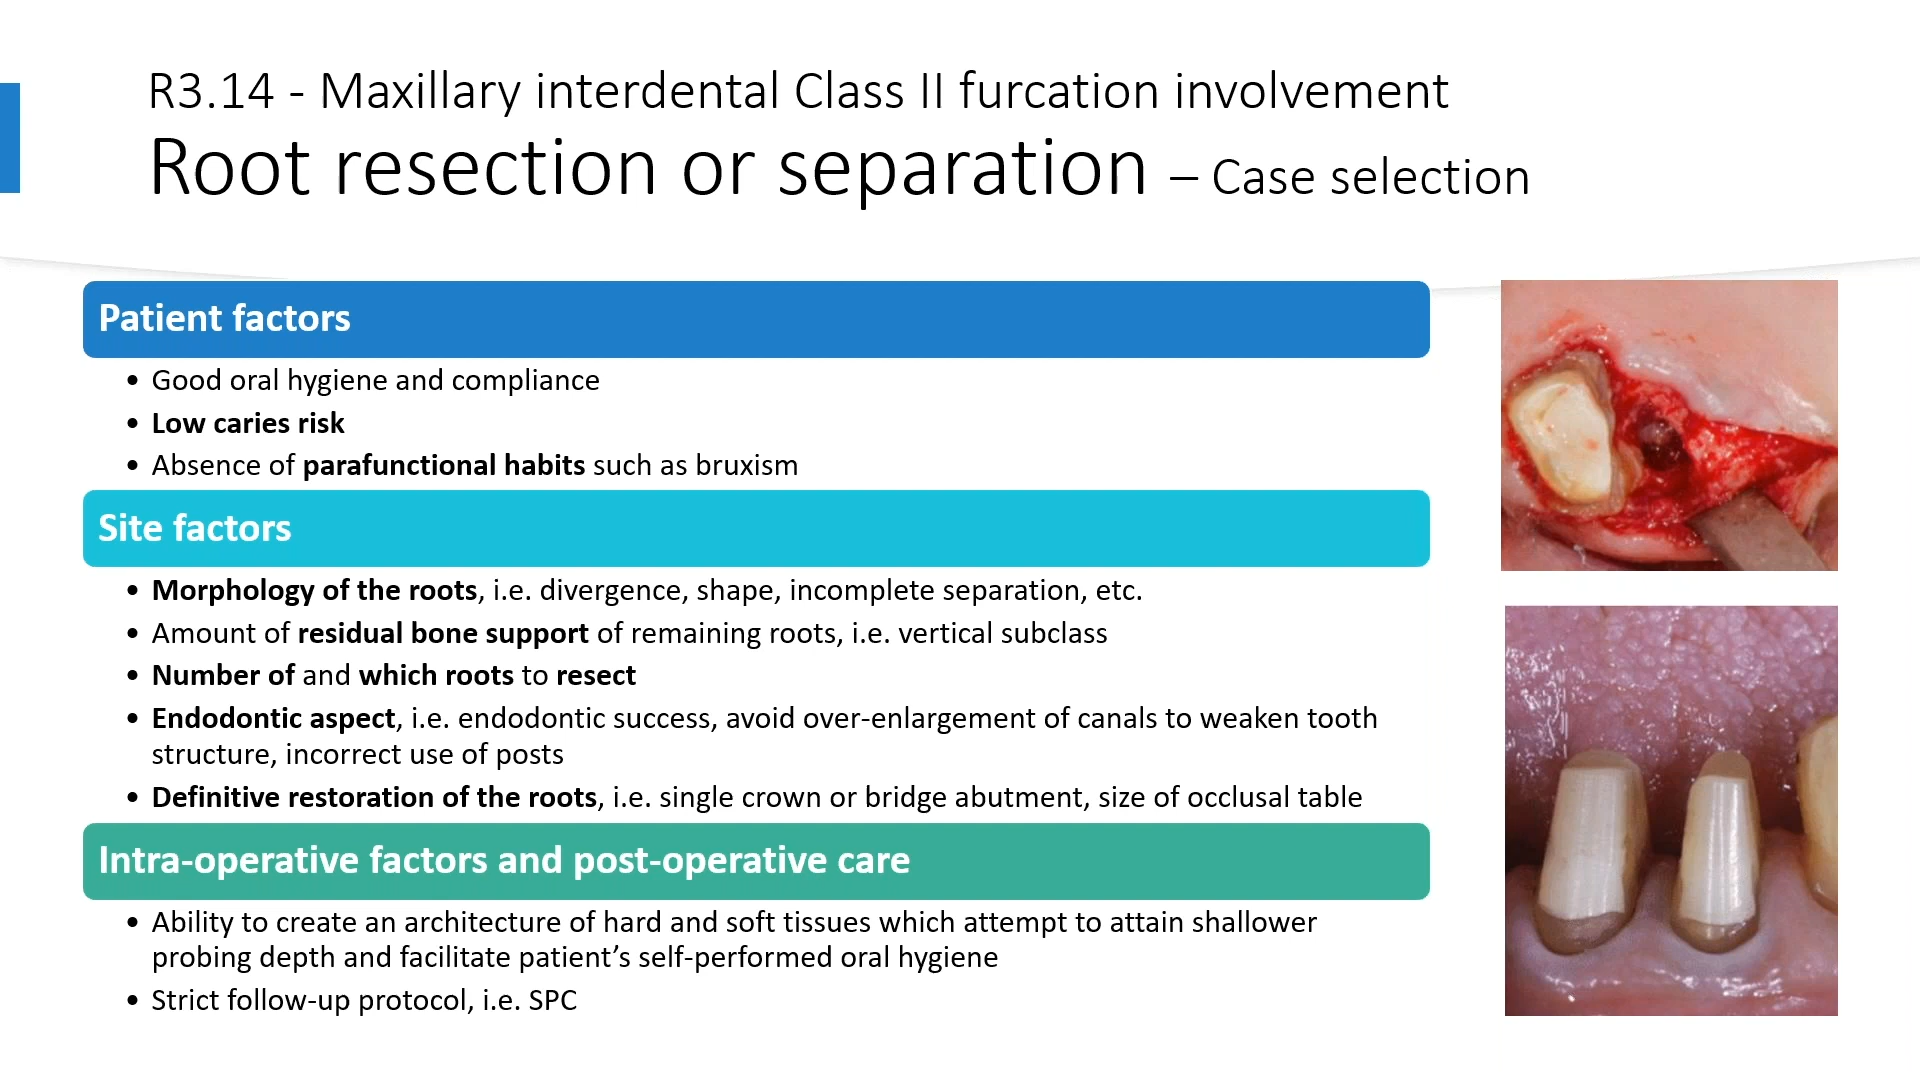 R3.14 - Maxillary interdental Class II furcation involvement
Root resection or separation – Case selection
Patient factors
• Good oral hygiene and compliance
• Low caries risk
• Absence of parafunctional habits such as bruxism
Site factors
• Morphology of the roots, i.e. divergence, shape, incomplete separation, etc.
• Amount of residual bone support of remaining roots, i.e. vertical subclass
• Number of and which roots to resect
• Endodontic aspect, i.e. endodontic success, avoid over-enlargement of canals to weaken tooth
structure, incorrect use of posts
• Definitive restoration of the roots, i.e. single crown or bridge abutment, size of occlusal table
Intra-operative factors and post-operative care
• Ability to create an architecture of hard and soft tissues which attempt to attain shallower
probing depth and facilitate patient’s self-performed oral hygiene
• Strict follow-up protocol, i.e. SPC